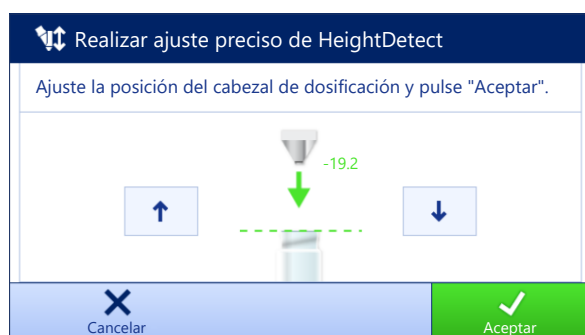 Realizar ajuste preciso de HeightDetect
Ajuste la posición del cabezal de dosificación y pulse "Aceptar".
-19.2
Cancelar
Aceptar